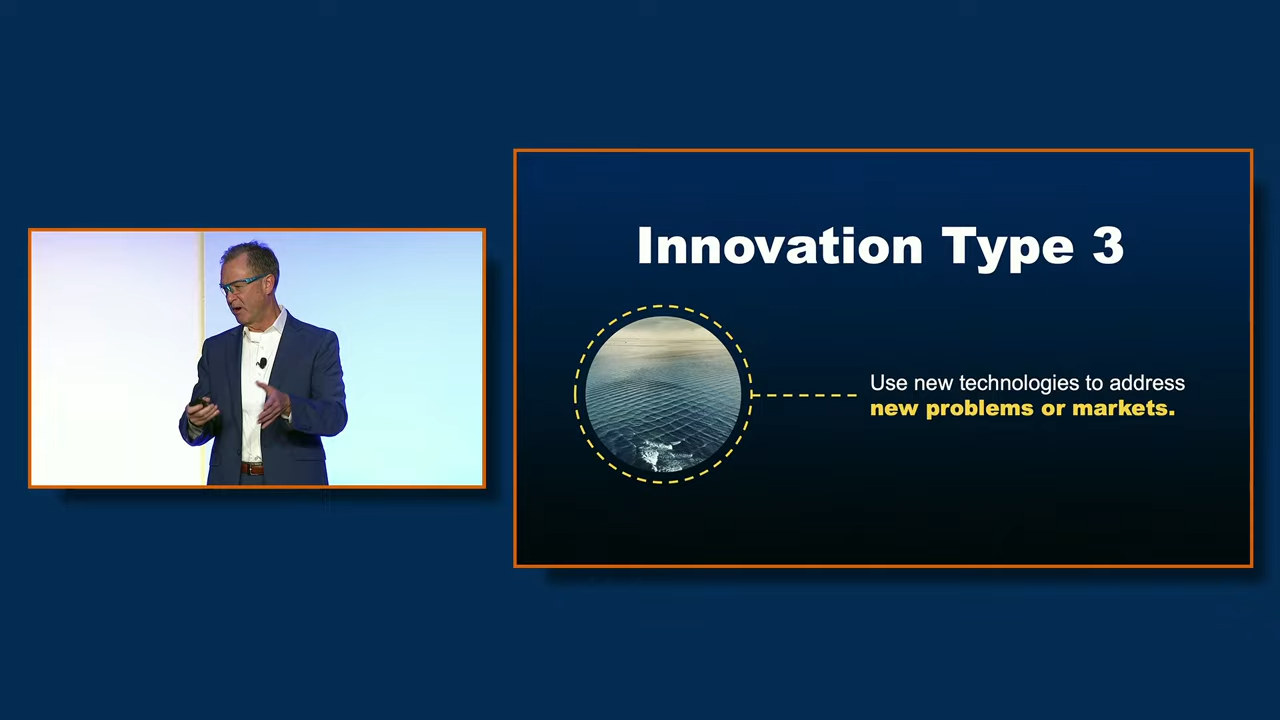 Innovation Type 3
Use new technologies to address
new problems or markets.